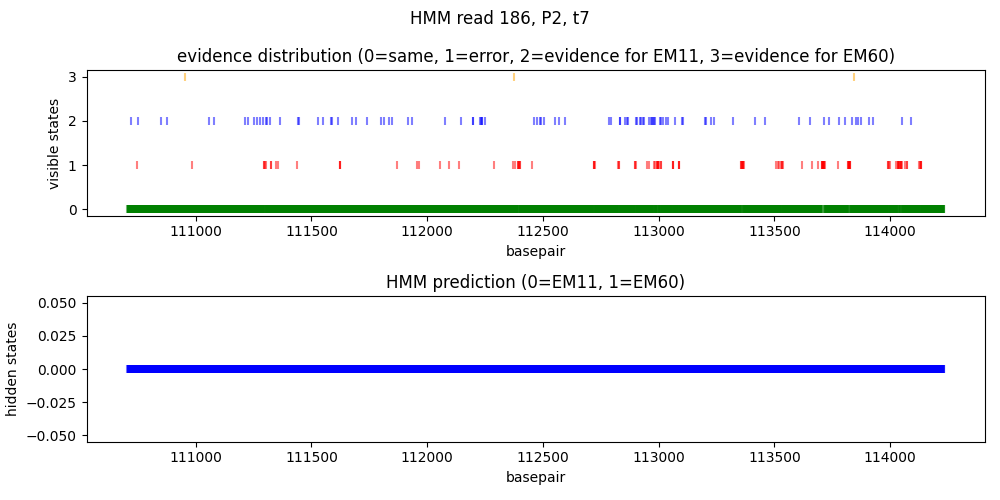 HMM read 186, P2, t7
evidence distribution (0=same, 1=error, 2=evidence for EM11, 3=evidence for EM60)
visible states
3
2
1
0
111000 111500 112000 112500 113000 113500 114000
basepair
HMM prediction (0=EM11, 1=EM60)
hidden states
0.050
0.025
0.000
−0.025
−0.050
111000 111500 112000 112500 113000 113500 114000
basepair